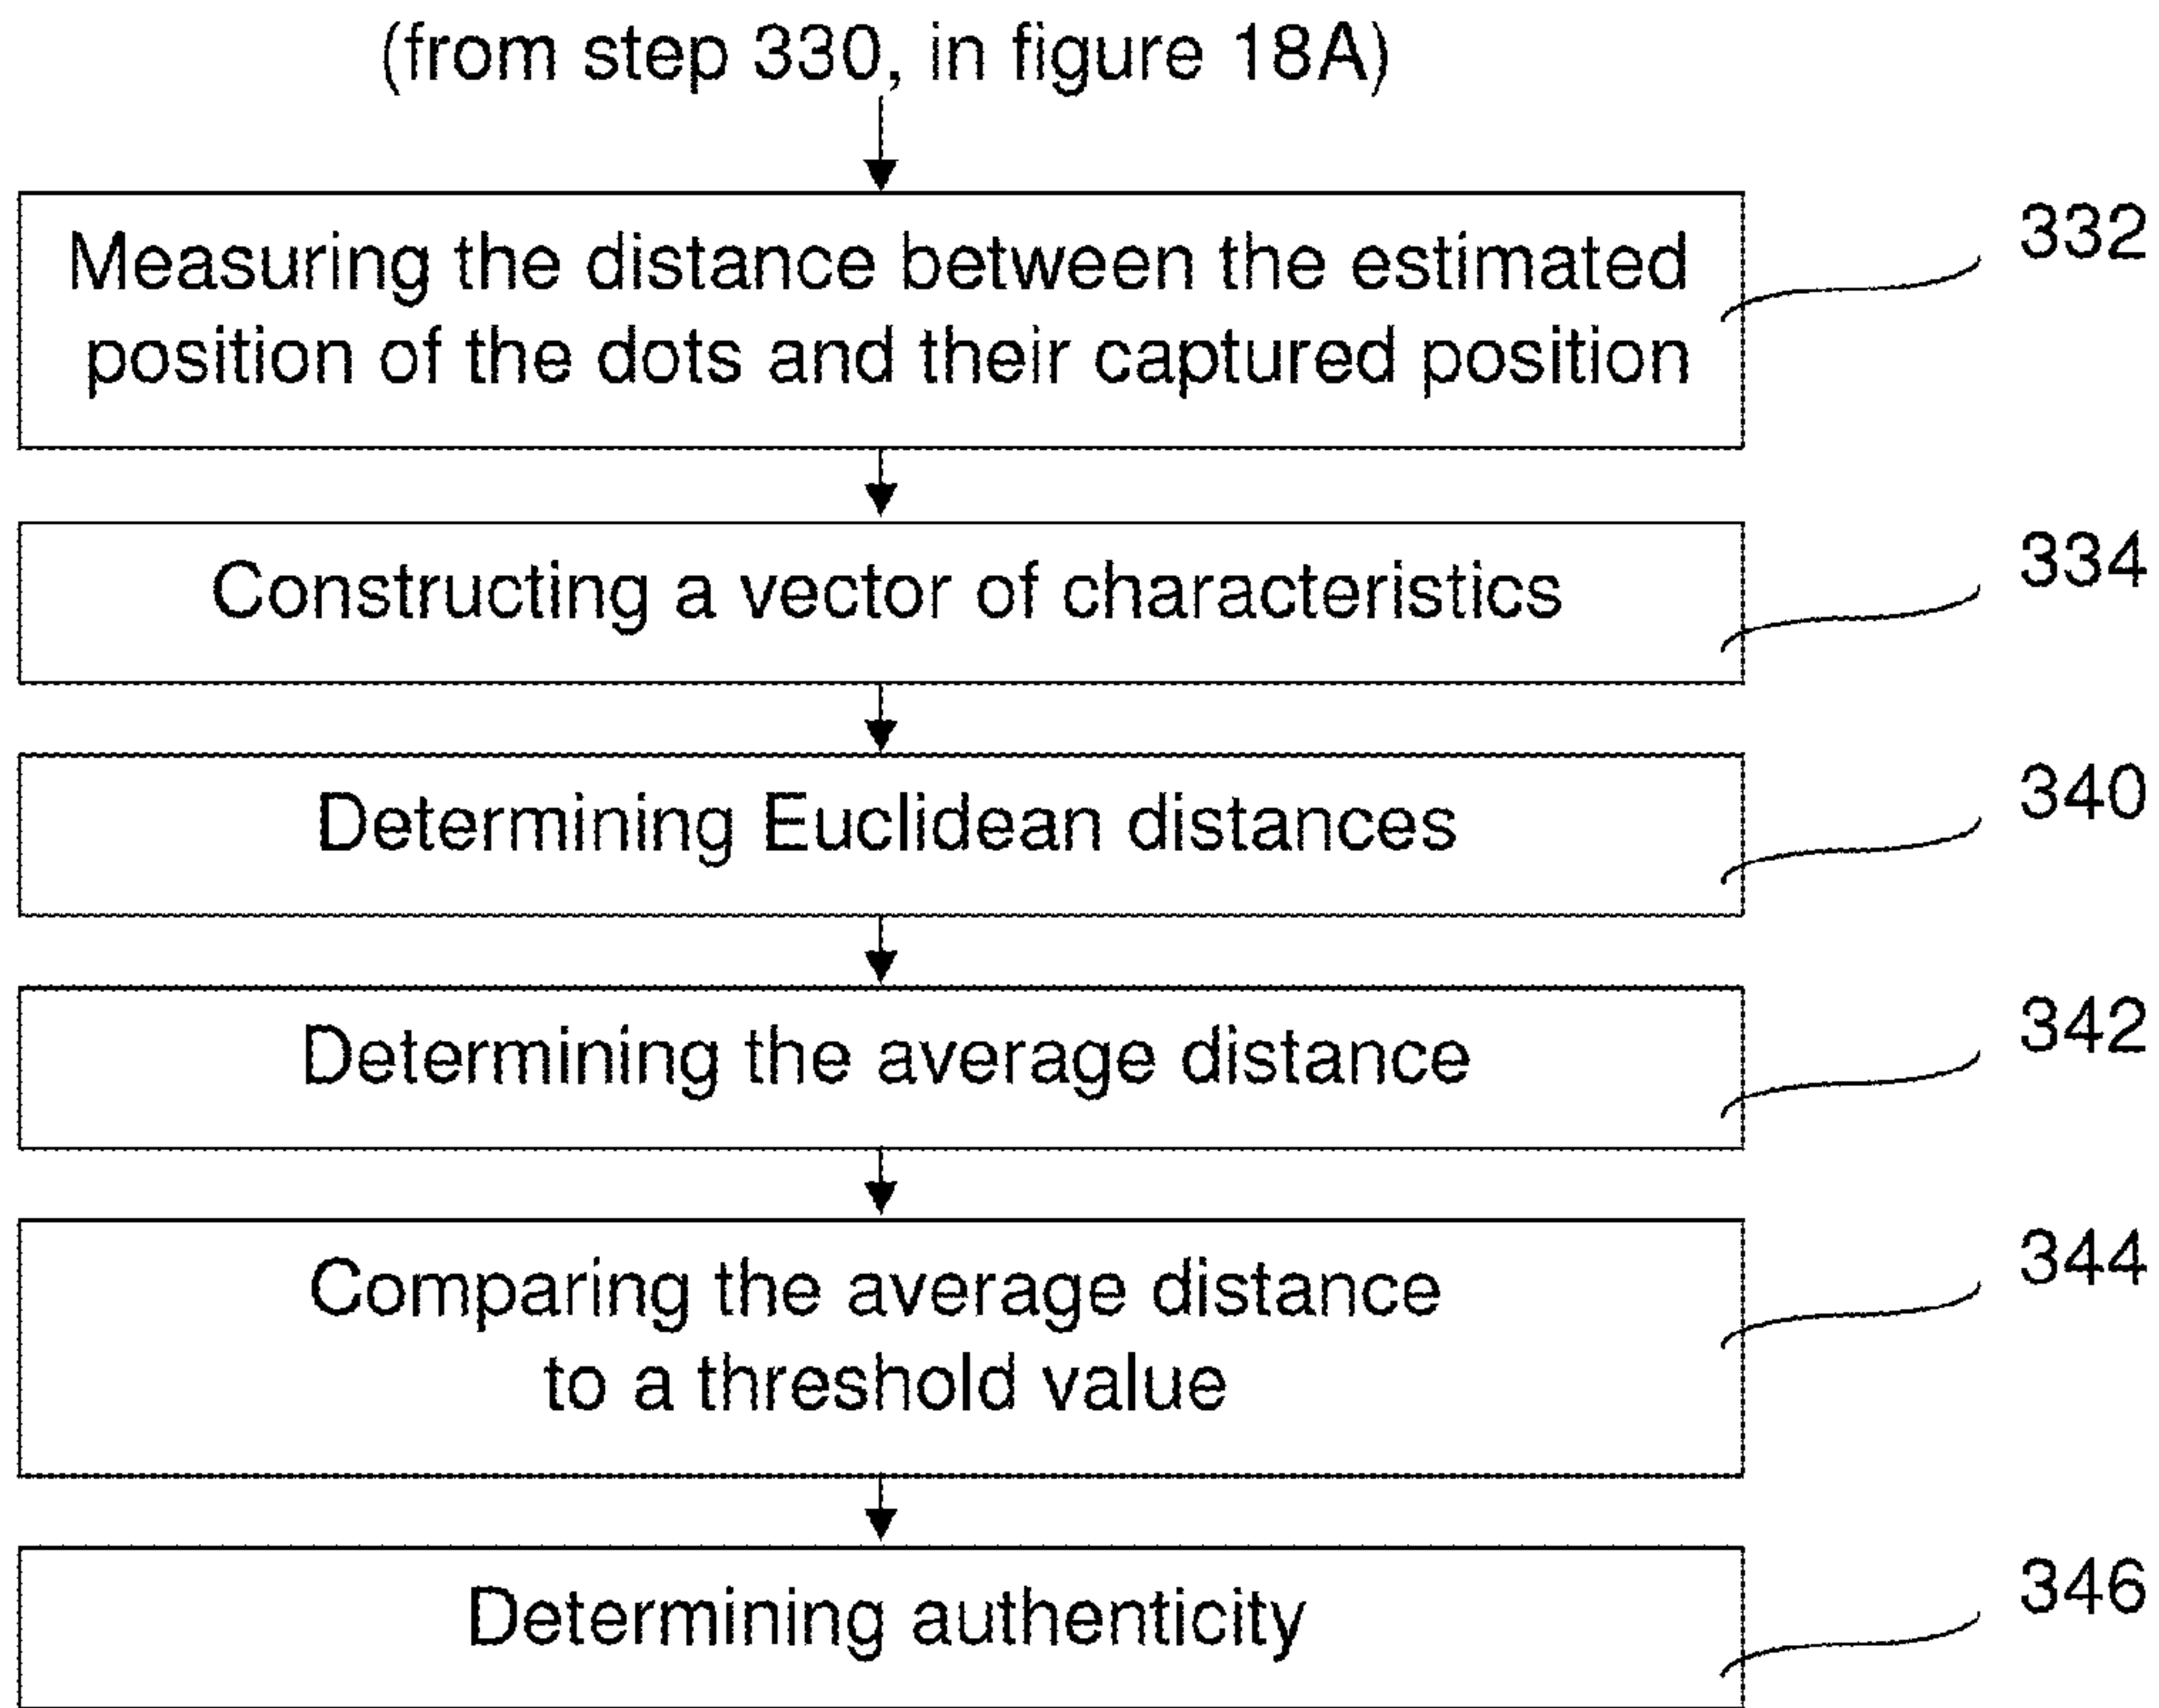 (from step 330, in figure 18A)
Measuring the distance between the estimated
position of the dots and their captured position
332
Constructing a vector of characteristics
334
Determining Euclidean distances
340
Determining the average distance
342
Comparing the average distance
to a threshold value
344
Determining authenticity
346